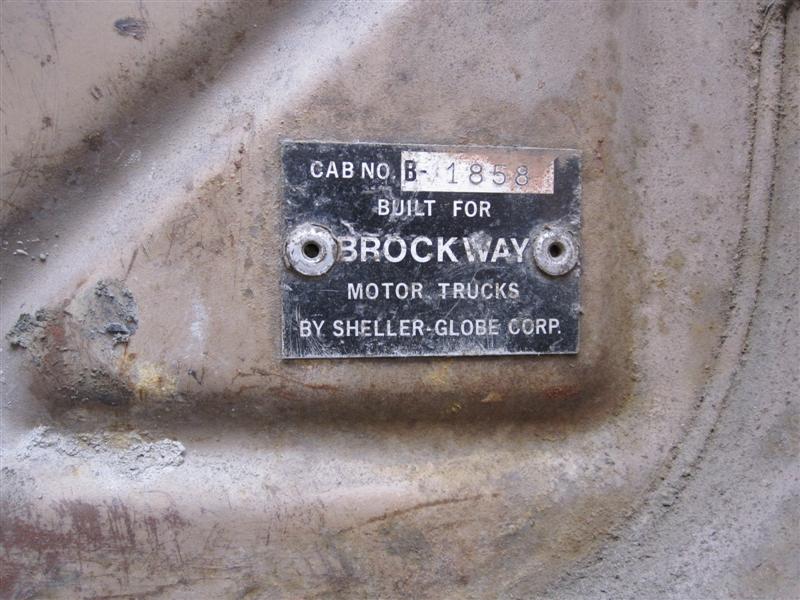 CAB NO. B- 1858
BUILT FOR
BROCKWAY
MOTOR TRUCKS
BY SHELLER-GLOBE CORP.